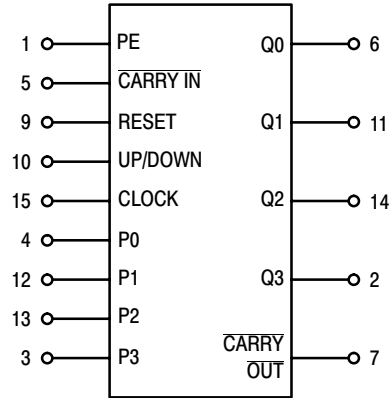 1 PE Q0 6
5 CARRY IN
9 RESET Q1 11
10 UP/DOWN
15 CLOCK Q2 14
4 P0
12 P1 Q3 2
13 P2
3 P3 CARRY OUT 7